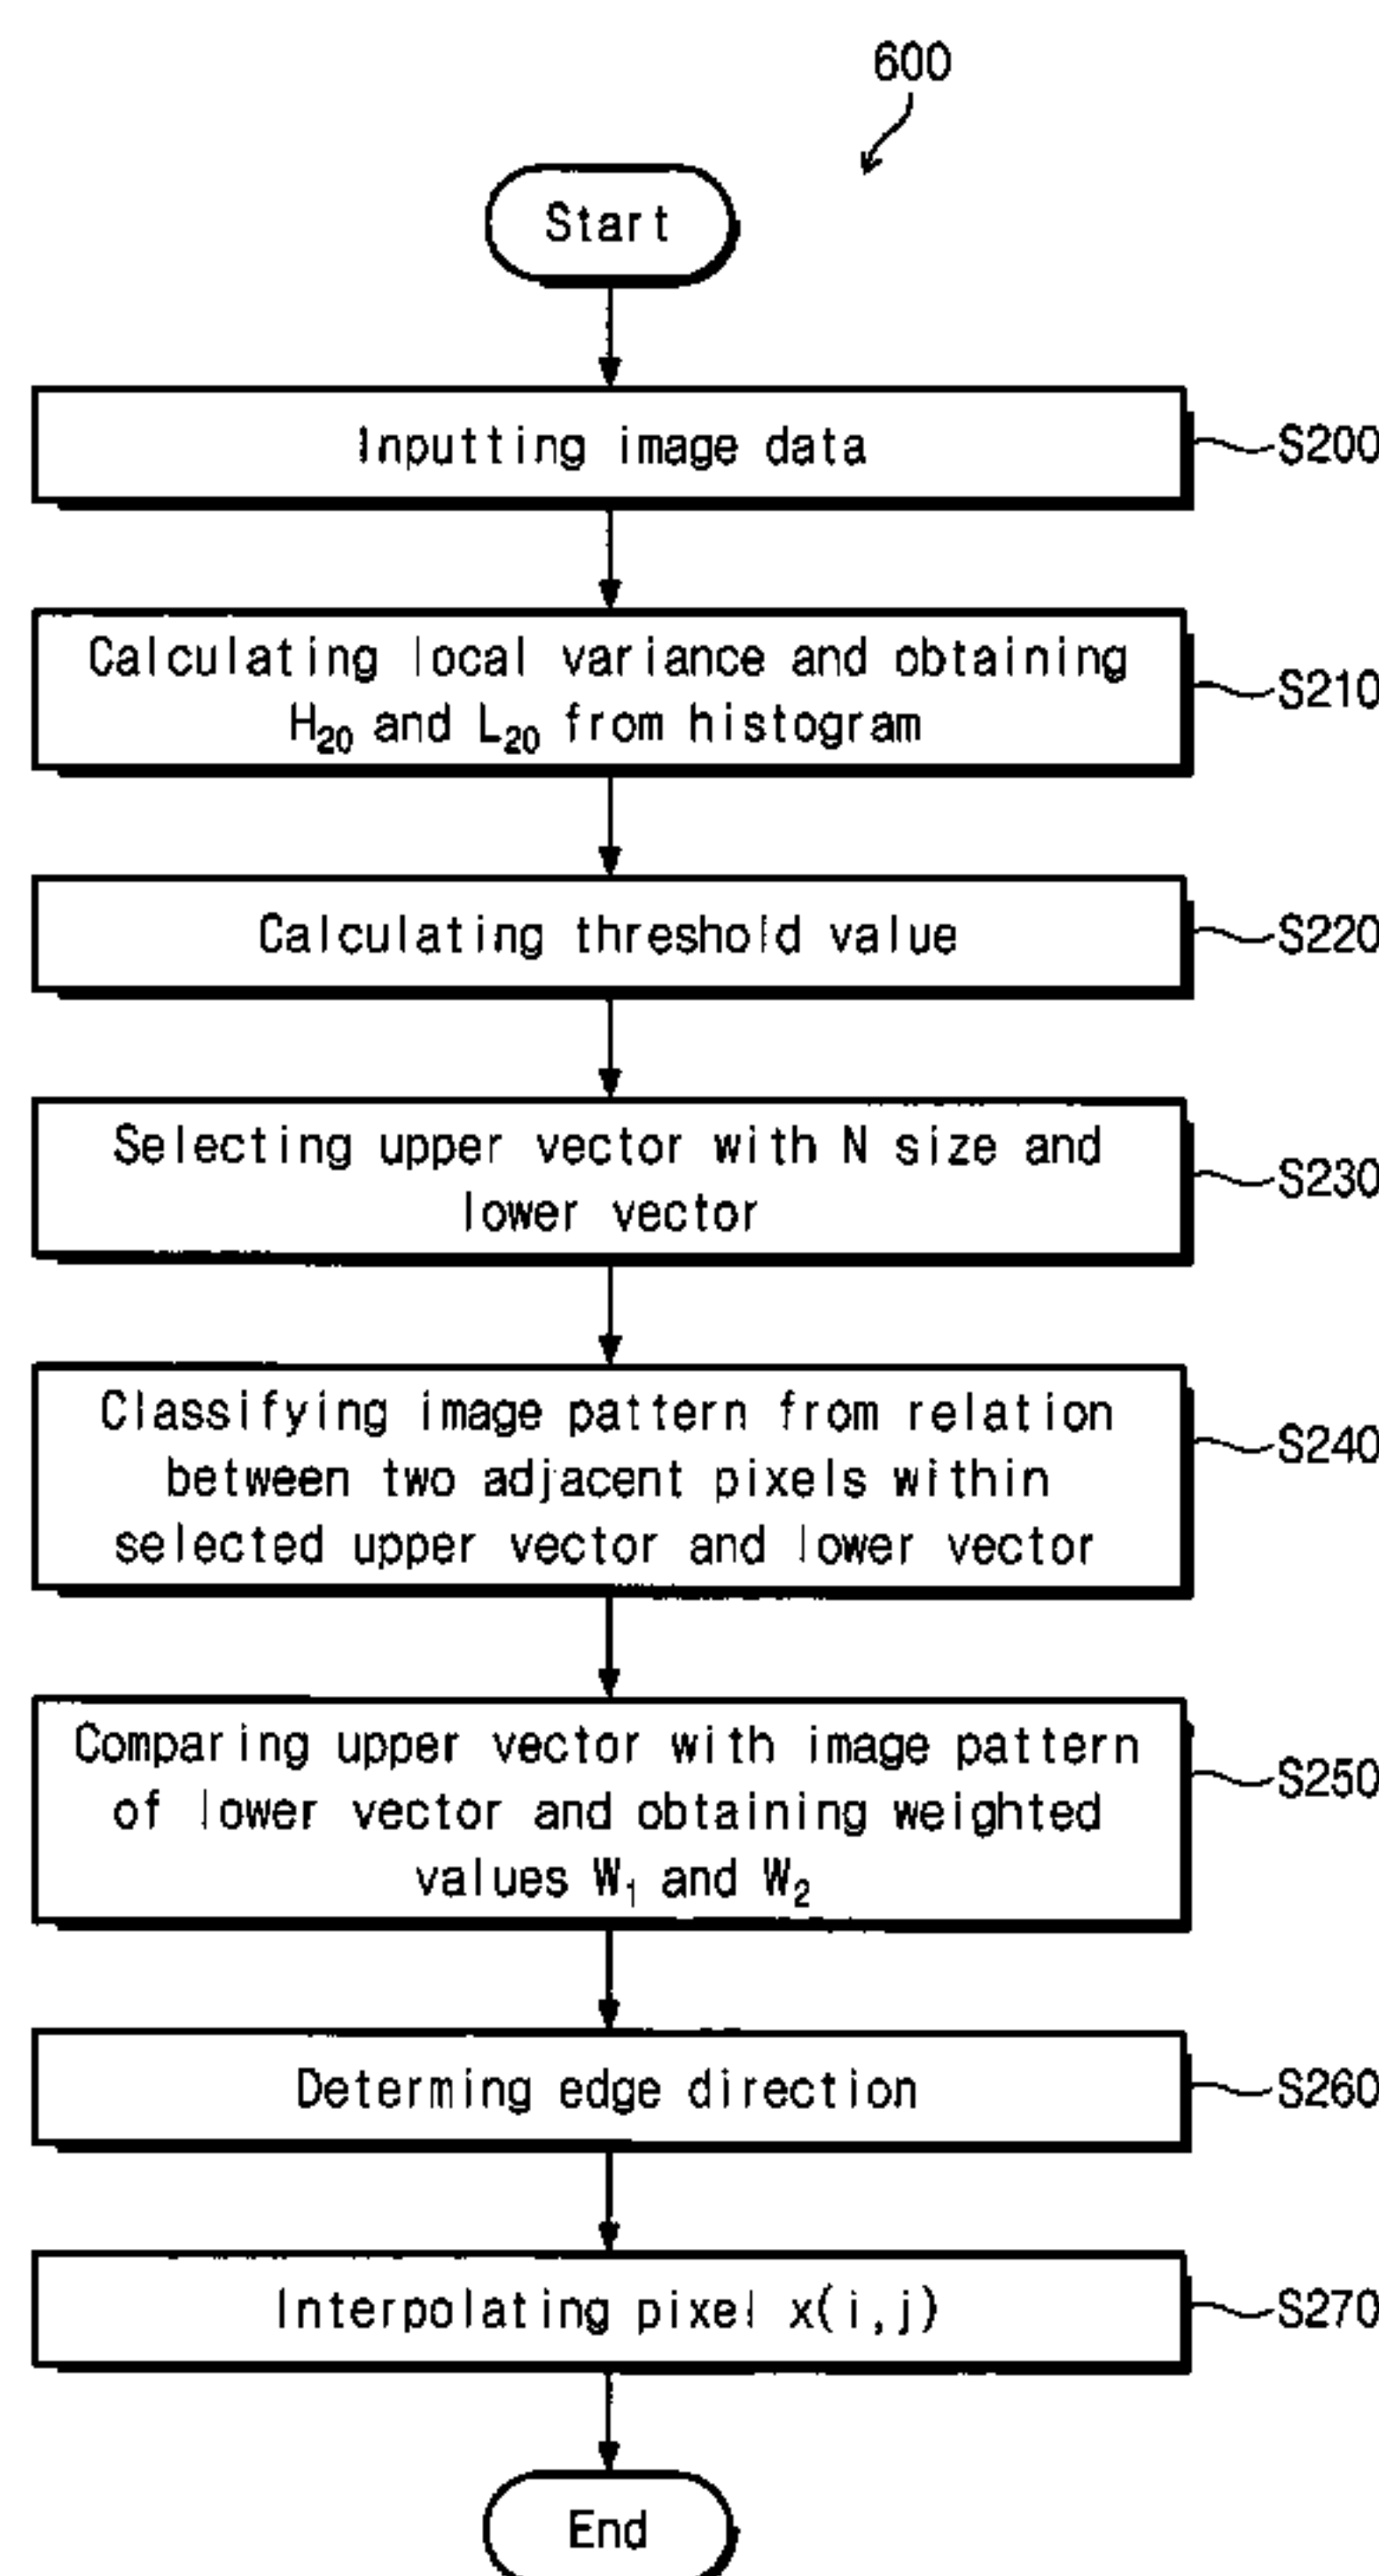 600
Start
Inputting image data
S200
Calculating local variance and obtaining
H₂₀ and L₂₀ from histogram
S210
Calculating threshold value
S220
Selecting upper vector with N size and
lower vector
S230
Classifying image pattern from relation
between two adjacent pixels within
selected upper vector and lower vector
S240
Comparing upper vector with image pattern
of lower vector and obtaining weighted
values W₁ and W₂
S250
Determing edge direction
S260
Interpolating pixel x(i,j)
S270
End